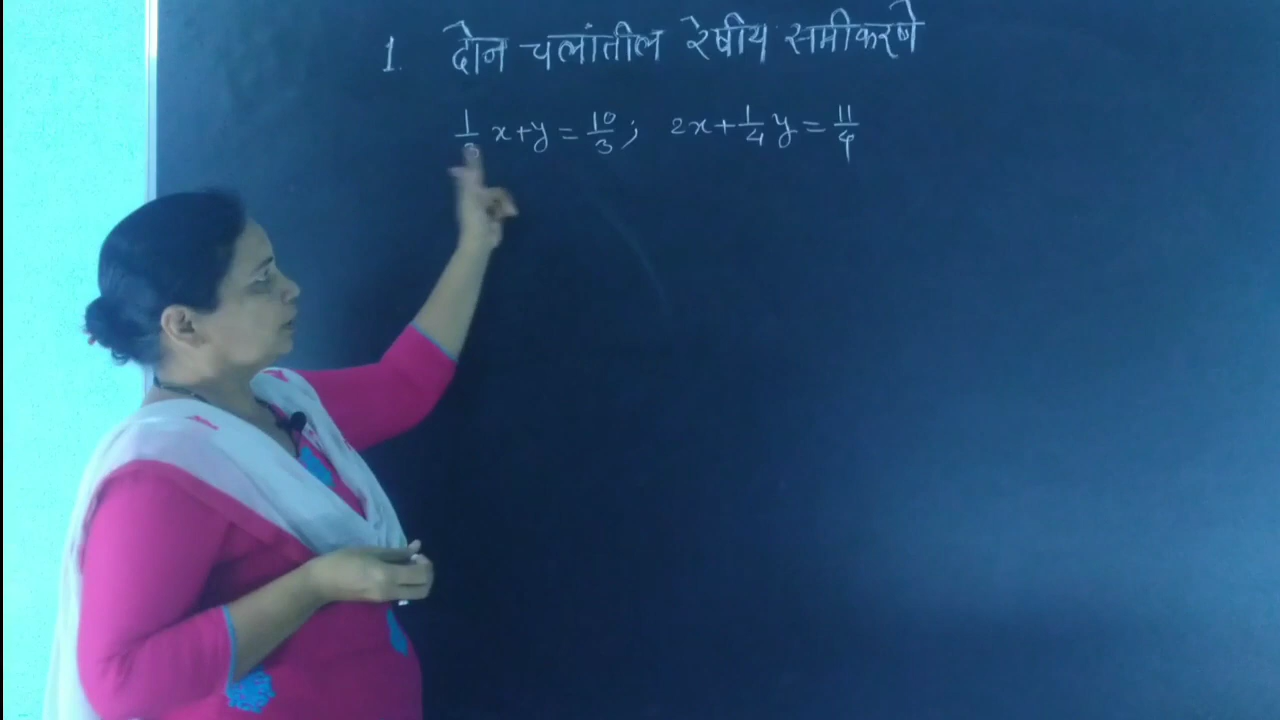 1. दोन चलांतील रेषीय समीकरणे
1/3 x+y = 10/3 ; 2x+1/4 y = 11/4